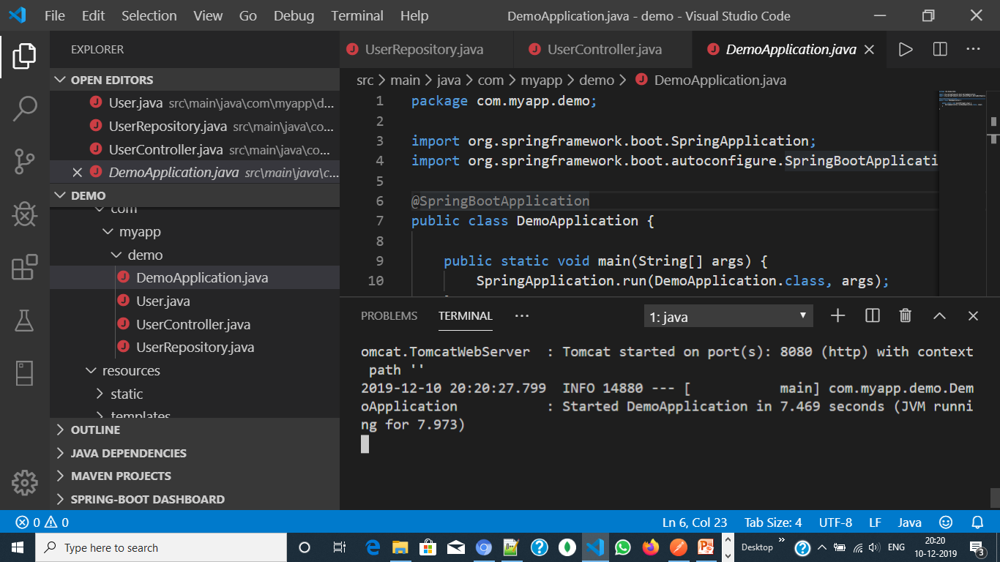 File Edit Selection View Go Debug Terminal Help DemoApplication.java - demo - Visual Studio Code
EXPLORER
OPEN EDITORS
User.java src\main\java\com\myapp\d...
UserRepository.java src\main\java\co...
UserController.java src\main\java\co...
DemoApplication.java src\main\java\c...
DEMO
com
myapp
demo
DemoApplication.java
User.java
UserController.java
UserRepository.java
resources
static
templates
OUTLINE
JAVA DEPENDENCIES
MAVEN PROJECTS
SPRING-BOOT DASHBOARD
UserRepository.java UserController.java DemoApplication.java
src > main > java > com > myapp > demo > DemoApplication.java
1 package com.myapp.demo;
2
3 import org.springframework.boot.SpringApplication;
4 import org.springframework.boot.autoconfigure.SpringBootApplicati
5
6 @SpringBootApplication
7 public class DemoApplication {
8
9 public static void main(String[] args) {
10 SpringApplication.run(DemoApplication.class, args);
PROBLEMS TERMINAL ... 1: java
omcat.TomcatWebServer : Tomcat started on port(s): 8080 (http) with context
path ''
2019-12-10 20:20:27.799 INFO 14880 --- [ main] com.myapp.demo.Dem
oApplication : Started DemoApplication in 7.469 seconds (JVM runni
ng for 7.973)
0 0 Ln 6, Col 23 Tab Size: 4 UTF-8 LF Java
Type here to search Desktop ENG 20:20
10-12-2019 3